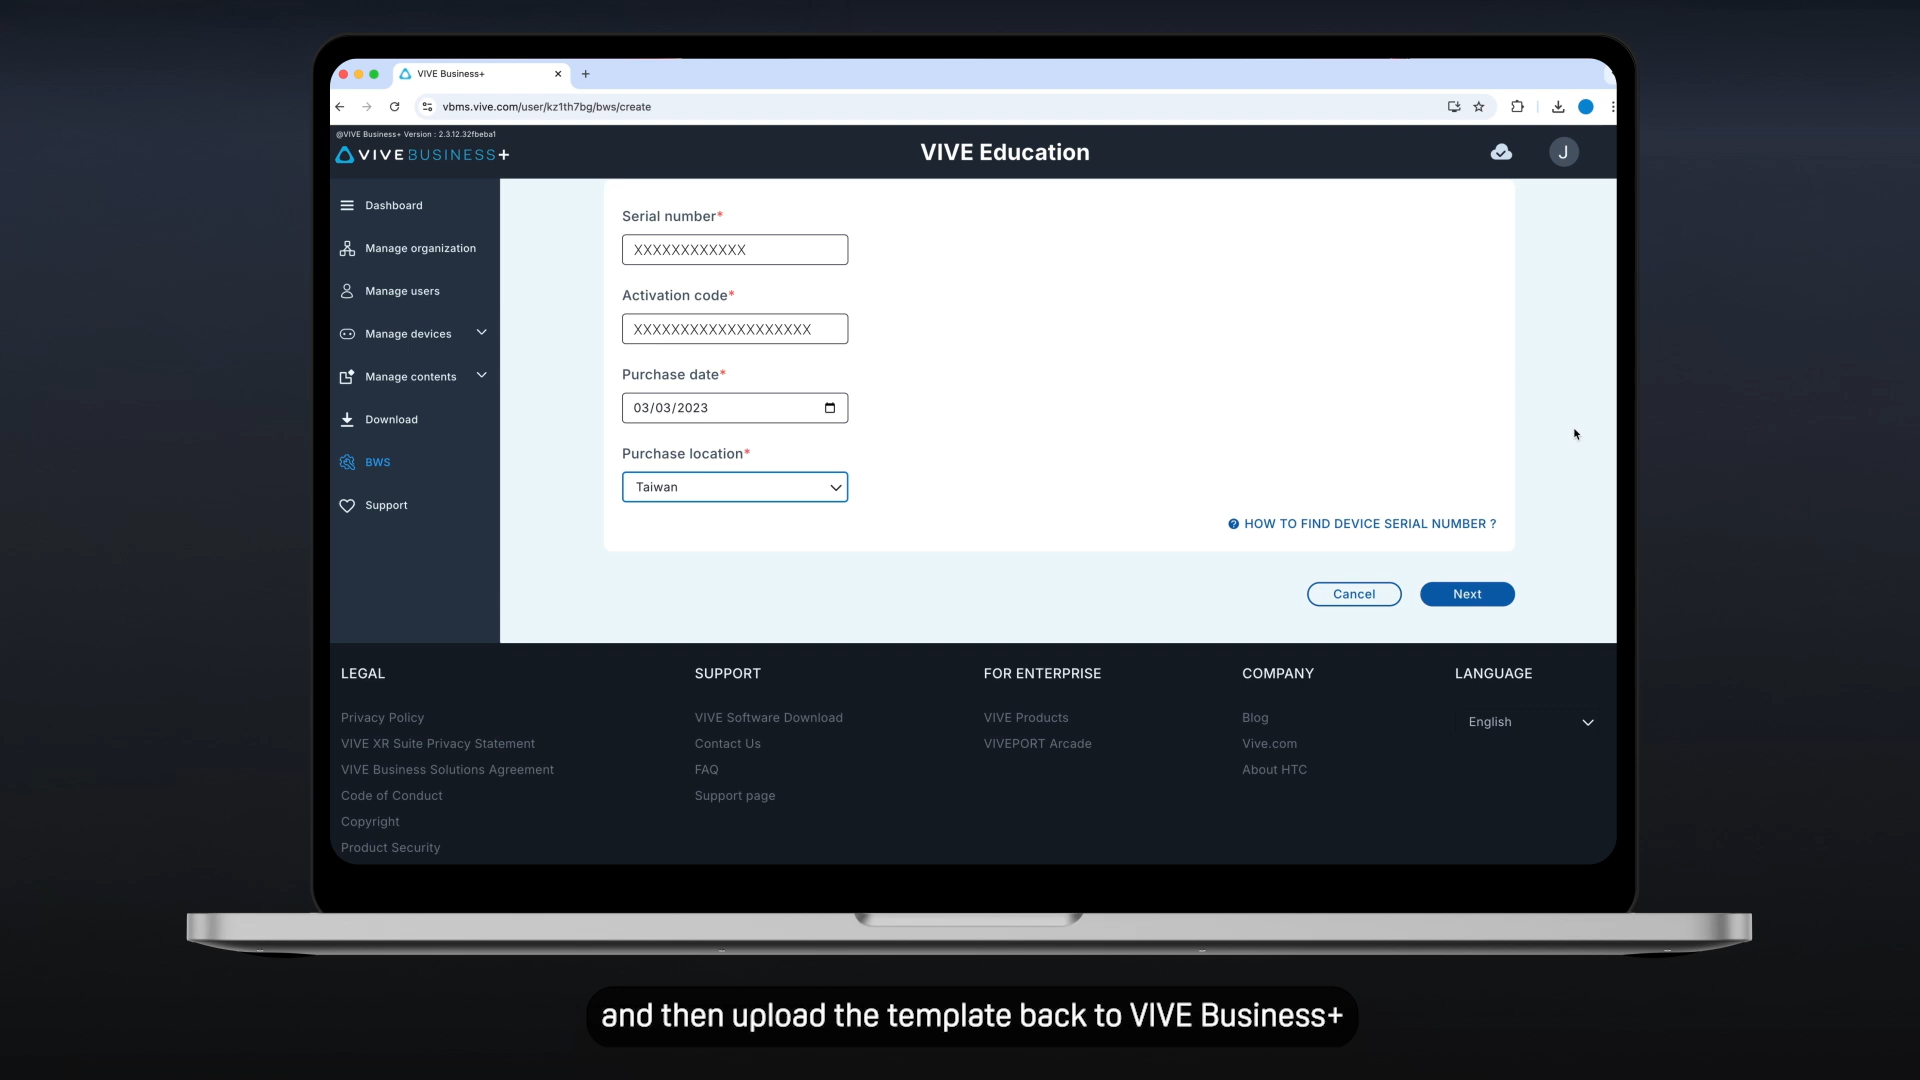 VIVE Business+
vbms.vive.com/user/kz1th7bg/bws/create
@VIVE Business+ Version : 2.3.12.32fbeba1
VIVE BUSINESS+
VIVE Education
J
Dashboard
Manage organization
Manage users
Manage devices
Manage contents
Download
BWS
Support
Serial number*
XXXXXXXXXXXX
Activation code*
XXXXXXXXXXXXXXXXXXX
Purchase date*
03/03/2023
Purchase location*
Taiwan
HOW TO FIND DEVICE SERIAL NUMBER ?
Cancel
Next
LEGAL
Privacy Policy
VIVE XR Suite Privacy Statement
VIVE Business Solutions Agreement
Code of Conduct
Copyright
Product Security
SUPPORT
VIVE Software Download
Contact Us
FAQ
Support page
FOR ENTERPRISE
VIVE Products
VIVEPORT Arcade
COMPANY
Blog
Vive.com
About HTC
LANGUAGE
English
and then upload the template back to VIVE Business+